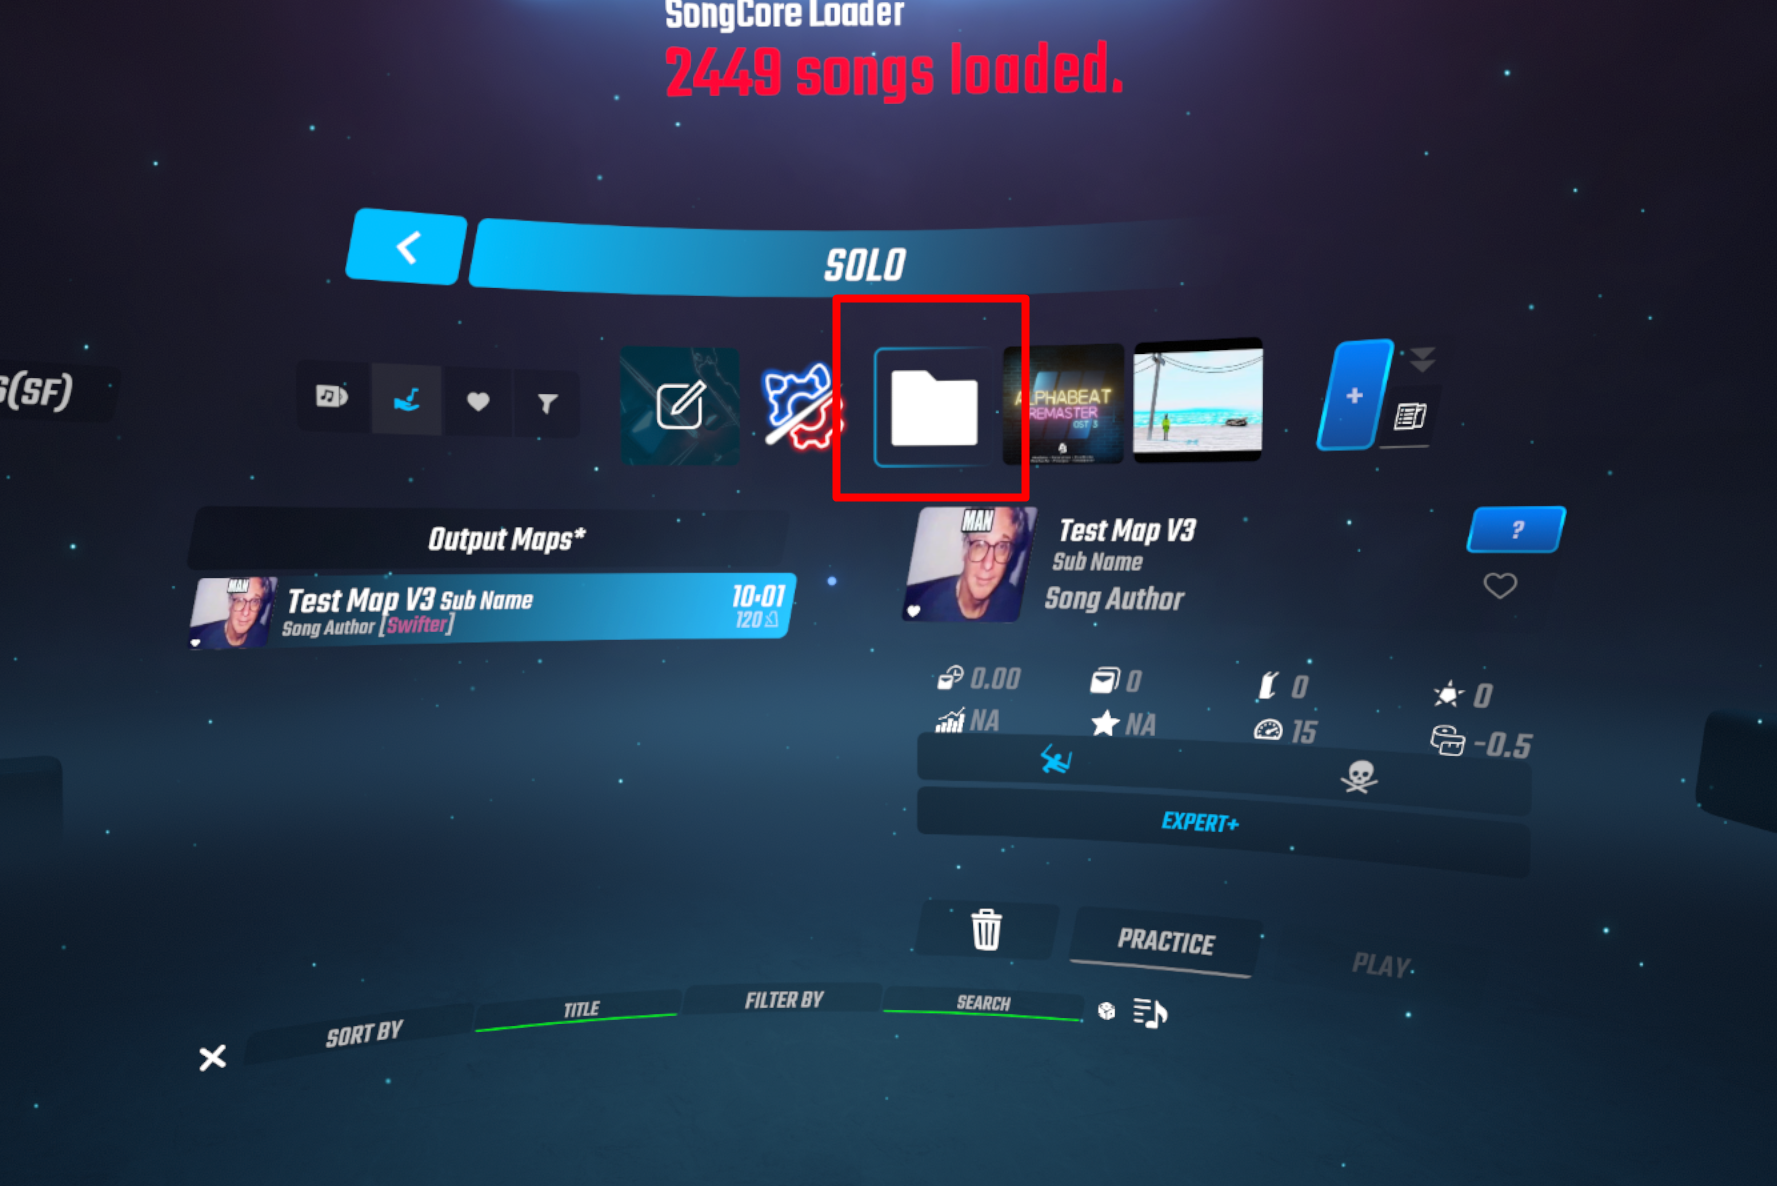 SongCore Loader
2449 songs loaded.
SOLO
S(SF)
+
ALPHABEAT
REMASTER
OST 3
Output Maps*
Test Map V3 Sub Name
10:01
Song Author [Swifter]
120
MAN
MAN
Test Map V3
Sub Name
Song Author
?
0.00
0
0
0
NA
NA
15
-0.5
EXPERT+
PRACTICE
PLAY
SORT BY
TITLE
FILTER BY
SEARCH